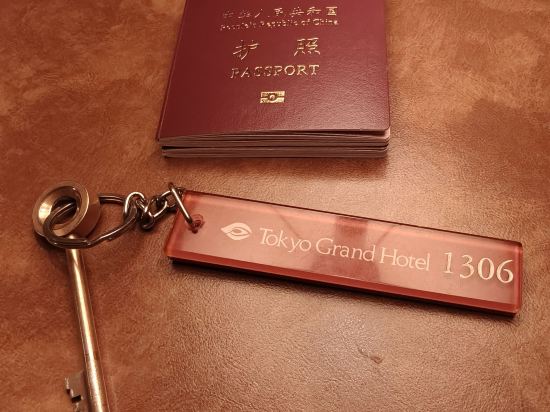 中华人民共和国
People's Republic of China
护照
PASSPORT
Tokyo Grand Hotel 1306